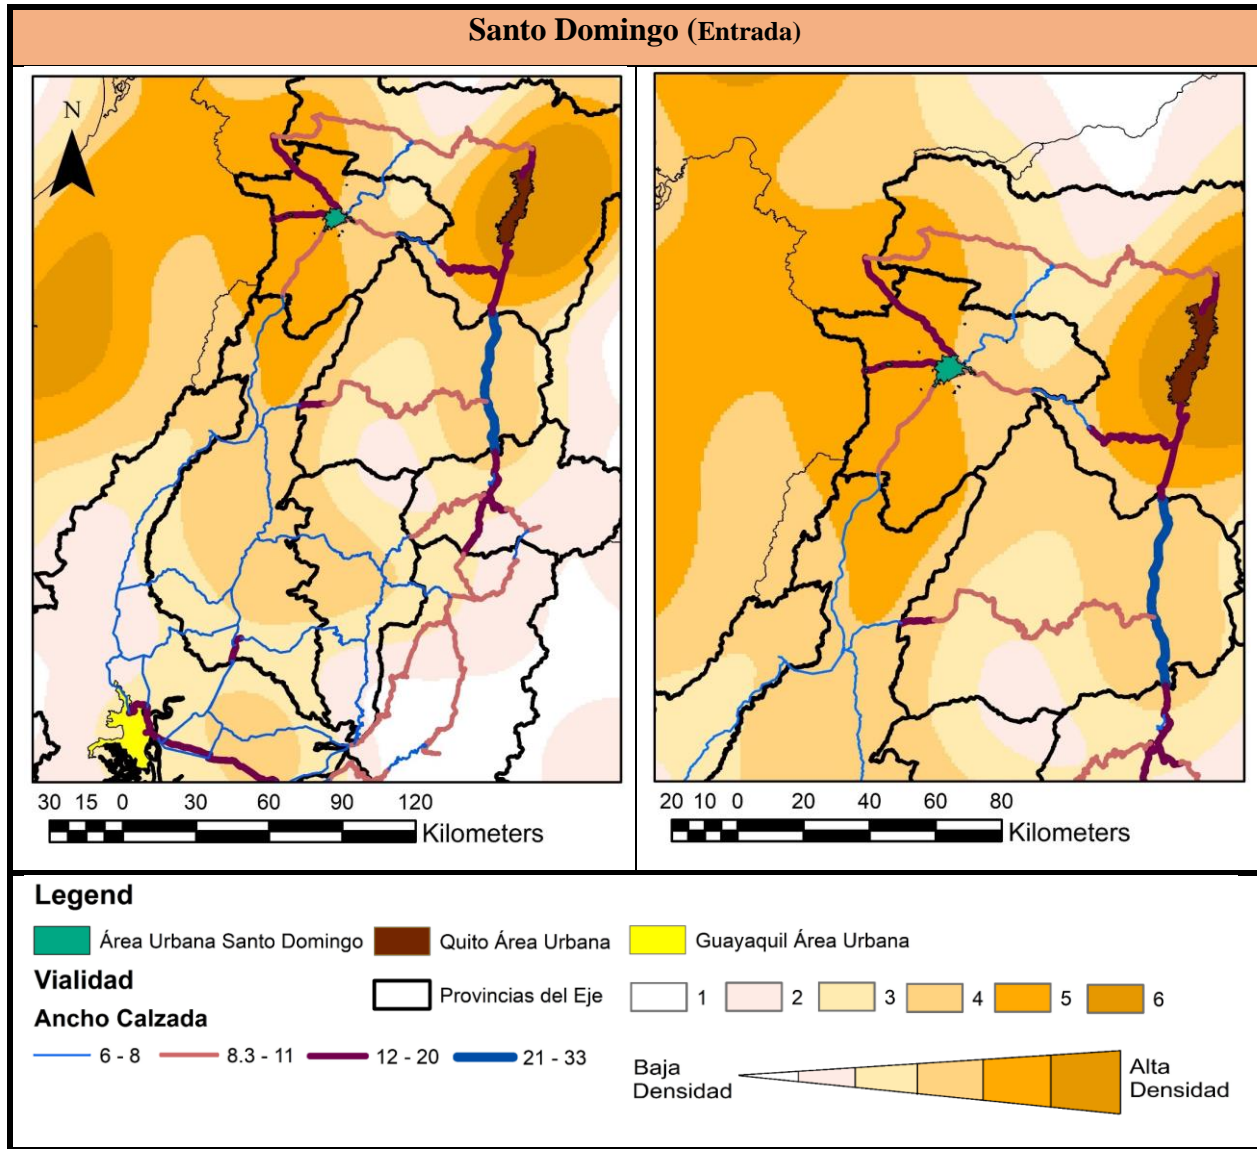 Santo Domingo (Entrada)
N
30 15 0 30 60 90 120
Kilometers
20 10 0 20 40 60 80
Kilometers
Legend
Área Urbana Santo Domingo Quito Área Urbana Guayaquil Área Urbana
Vialidad
Provincias del Eje 1 2 3 4 5 6
Ancho Calzada
6 - 8 8.3 - 11 12 - 20 21 - 33
Baja
Densidad
Alta
Densidad